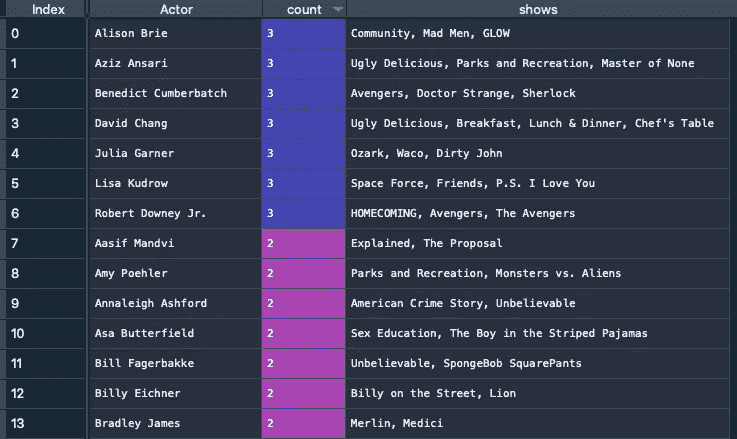 Index Actor count shows
0 Alison Brie 3 Community, Mad Men, GLOW
1 Aziz Ansari 3 Ugly Delicious, Parks and Recreation, Master of None
2 Benedict Cumberbatch 3 Avengers, Doctor Strange, Sherlock
3 David Chang 3 Ugly Delicious, Breakfast, Lunch & Dinner, Chef's Table
4 Julia Garner 3 Ozark, Waco, Dirty John
5 Lisa Kudrow 3 Space Force, Friends, P.S. I Love You
6 Robert Downey Jr. 3 HOMECOMING, Avengers, The Avengers
7 Aasif Mandvi 2 Explained, The Proposal
8 Amy Poehler 2 Parks and Recreation, Monsters vs. Aliens
9 Annaleigh Ashford 2 American Crime Story, Unbelievable
10 Asa Butterfield 2 Sex Education, The Boy in the Striped Pajamas
11 Bill Fagerbakke 2 Unbelievable, SpongeBob SquarePants
12 Billy Eichner 2 Billy on the Street, Lion
13 Bradley James 2 Merlin, Medici